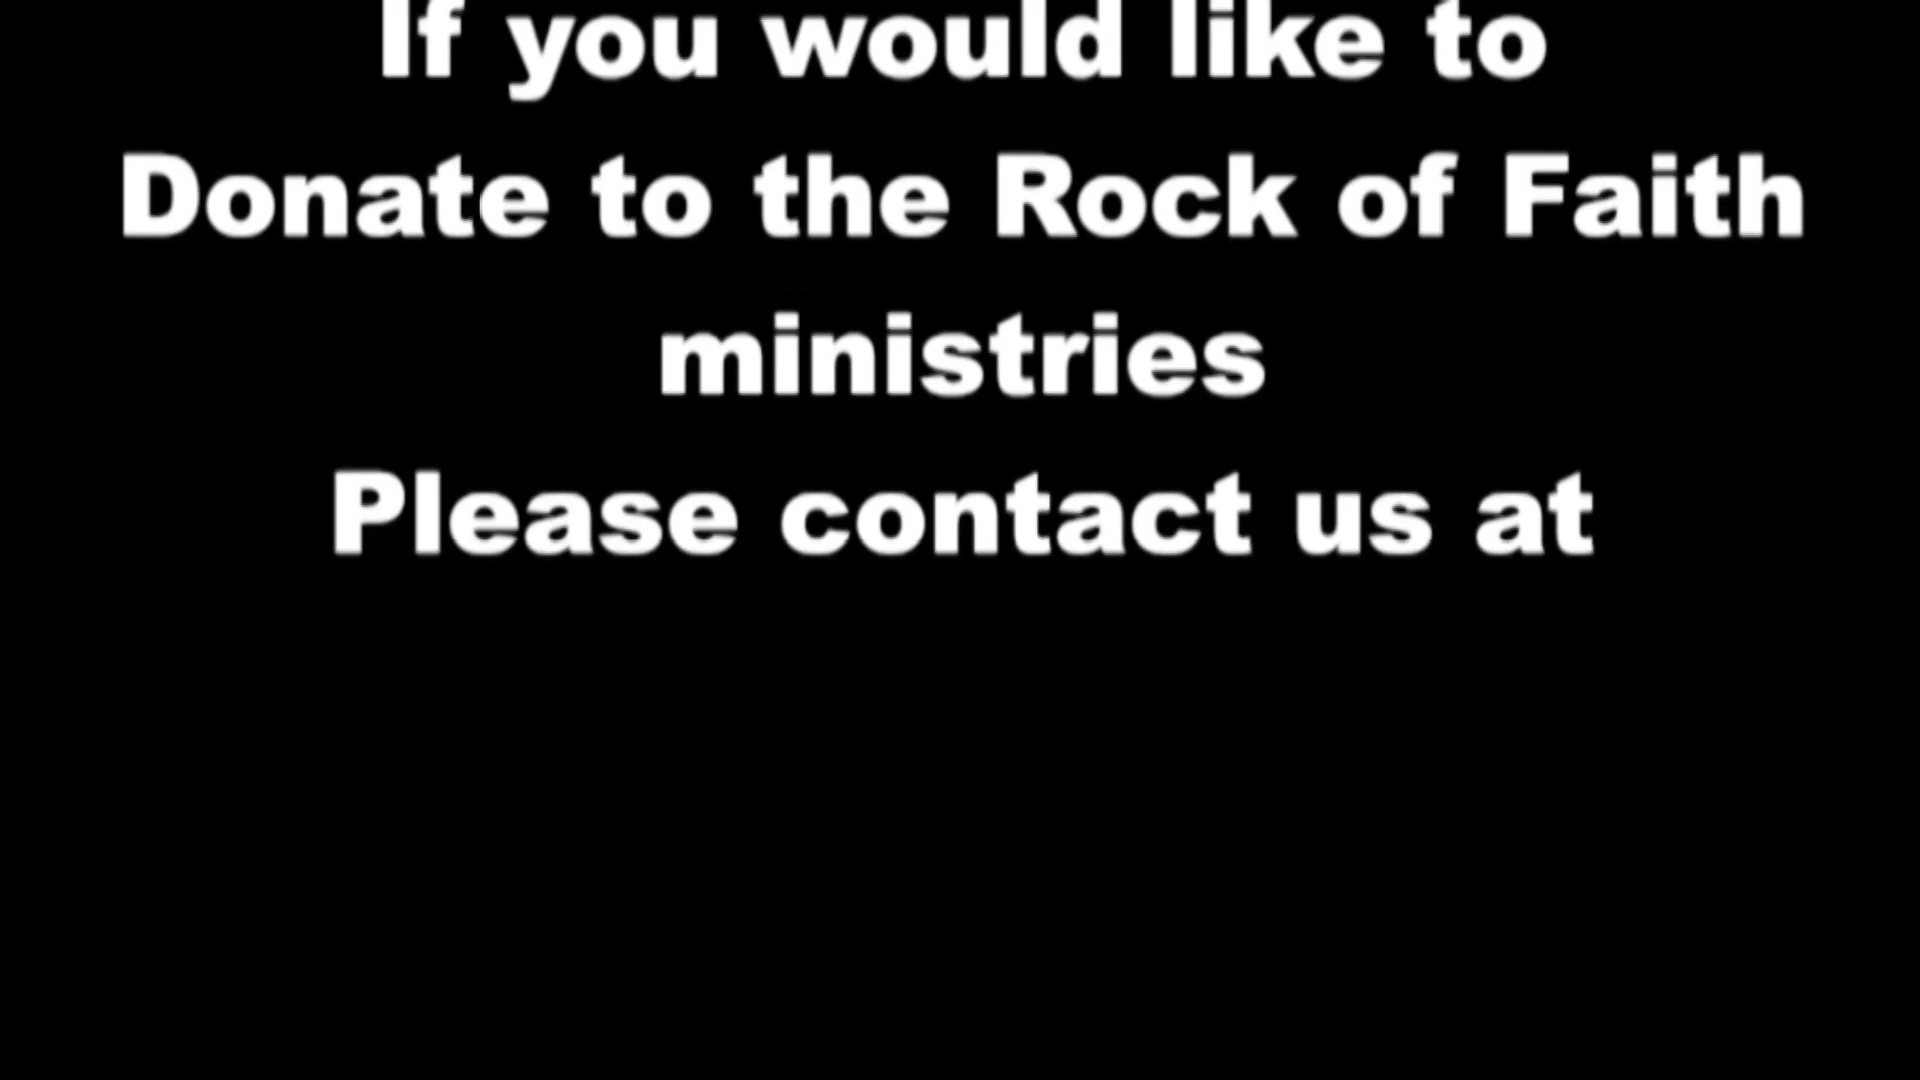 If you would like to
Donate to the Rock of Faith
ministries
Please contact us at